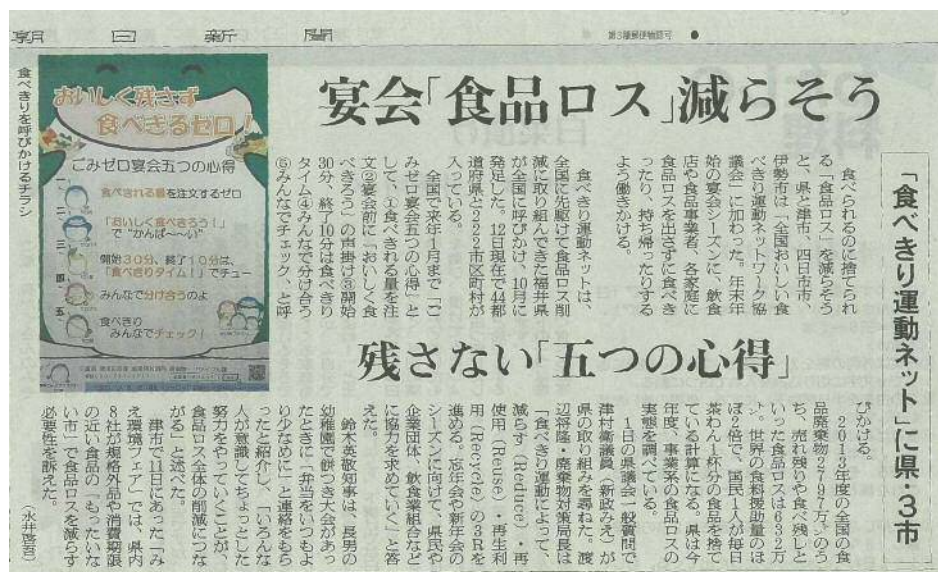 朝日新聞
第3種郵便物認可
宴会「食品ロス」減らそう
「食べきり運動ネット」に県・3市
食べられるのに捨てられ
る「食品ロス」を減らそう
と、県と津市、四日市市、
伊勢市は「全国おいしい食
べきり運動ネットワーク協
議会」に加わった。年末年
始の宴会シーズンに、飲食
店や食品事業者、各家庭に
食品ロスを出さずに食べき
ったり、持ち帰ったりする
よう働きかける。
食べきり運動ネットは、
全国に先駆けて食品ロス削
減に取り組んできた福井県
が全国に呼びかけ、10月に
発足した。12日現在で44都
道府県と222市区町村が
入っている。
全国で来年1月まで「ご
みゼロ宴会五つの心得」と
して、①食べきれる量を注
文②宴会前に「おいしく食
べきろう」の声掛け③開始
30分、終了10分は食べきり
タイム④みんなで分け合う
⑤みんなでチェック、と呼
びかける。
残さない「五つの心得」
2013年度の全国の食
品廃棄物2797万㌧のう
ち、売れ残りや食べ残しと
いった食品ロスは632万
㌧。世界の食料援助量のほ
ぼ2倍で、国民1人が毎日
茶わん1杯分の食品を捨て
ている計算になる。県は今
年度、事業系の食品ロスの
実態を調べている。
1日の県議会一般質問で
津村衛議員（新政みえ）が
県の取り組みを尋ねた。渡
辺将隆・廃棄物対策局長は
「食べきり運動によって、
減らす（Reduce）・再
使用（Reuse）・再生利
用（Recycle）の3Rを
進める。忘年会や新年会の
シーズンに向けて、県民や
企業団体、飲食業組合など
に協力を求めていく」と答
えた。
鈴木英敬知事は、長男の
幼稚園で餅つき大会があっ
たときに「弁当をいつもよ
り少なめに」と連絡をもら
ったと紹介し、「いろんな
人が意識してちょっとした
努力をやっていくことが、
食品ロス全体の削減につな
がる」と述べた。
津市で11日にあった「み
え環境フェア」では、県内
8社が規格外品や消費期限
の近い食品の「もったいな
い市」で食品ロスを減らす
必要性を訴えた。
（永井啓吾）
食べきりを呼びかけるチラシ
おいしく残さず
食べきるゼロ！
ごみゼロ宴会五つの心得
一、食べきれる量を注文するゼロ
二、「おいしく食べきろう！」
で“かんぱ～～い”
三、開始30分、終了10分は、
「食べきりタイム！」でチュー
四、みんなで分け合うのよ
五、食べきり
みんなでチェック！